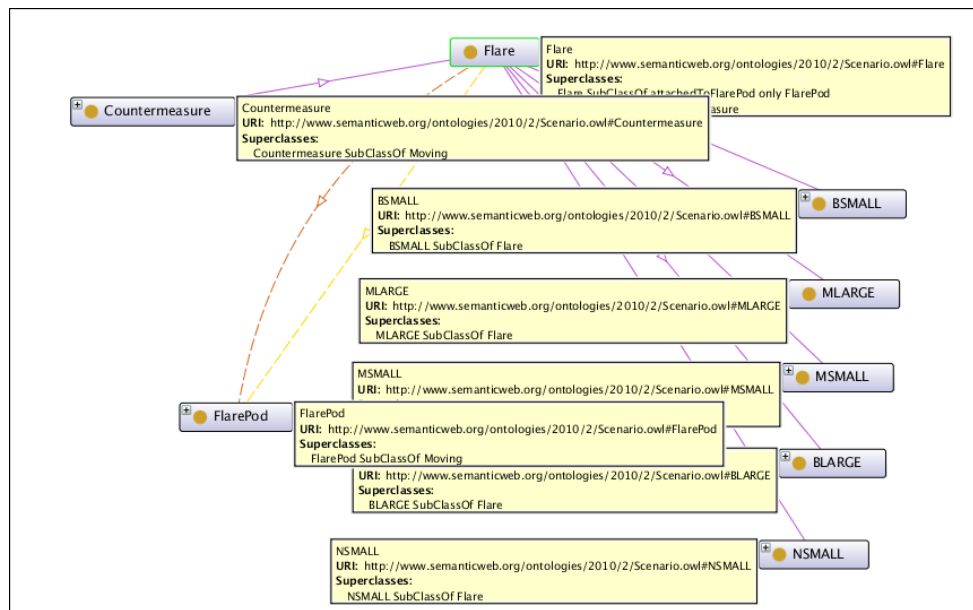 Flare
Flare
URI: http://www.semanticweb.org/ontologies/2010/2/Scenario.owl#Flare
Superclasses:
Flare SubClassOf attachedToFlarePod only FlarePod
Countermeasure
Countermeasure
URI: http://www.semanticweb.org/ontologies/2010/2/Scenario.owl#Countermeasure
Superclasses:
Countermeasure SubClassOf Moving
BSMALL
BSMALL
URI: http://www.semanticweb.org/ontologies/2010/2/Scenario.owl#BSMALL
Superclasses:
BSMALL SubClassOf Flare
MLARGE
MLARGE
URI: http://www.semanticweb.org/ontologies/2010/2/Scenario.owl#MLARGE
Superclasses:
MLARGE SubClassOf Flare
MSMALL
MSMALL
URI: http://www.semanticweb.org/ontologies/2010/2/Scenario.owl#MSMALL
FlarePod
FlarePod
URI: http://www.semanticweb.org/ontologies/2010/2/Scenario.owl#FlarePod
Superclasses:
FlarePod SubClassOf Moving
BLARGE
URI: http://www.semanticweb.org/ontologies/2010/2/Scenario.owl#BLARGE
Superclasses:
BLARGE SubClassOf Flare
NSMALL
NSMALL
URI: http://www.semanticweb.org/ontologies/2010/2/Scenario.owl#NSMALL
Superclasses:
NSMALL SubClassOf Flare